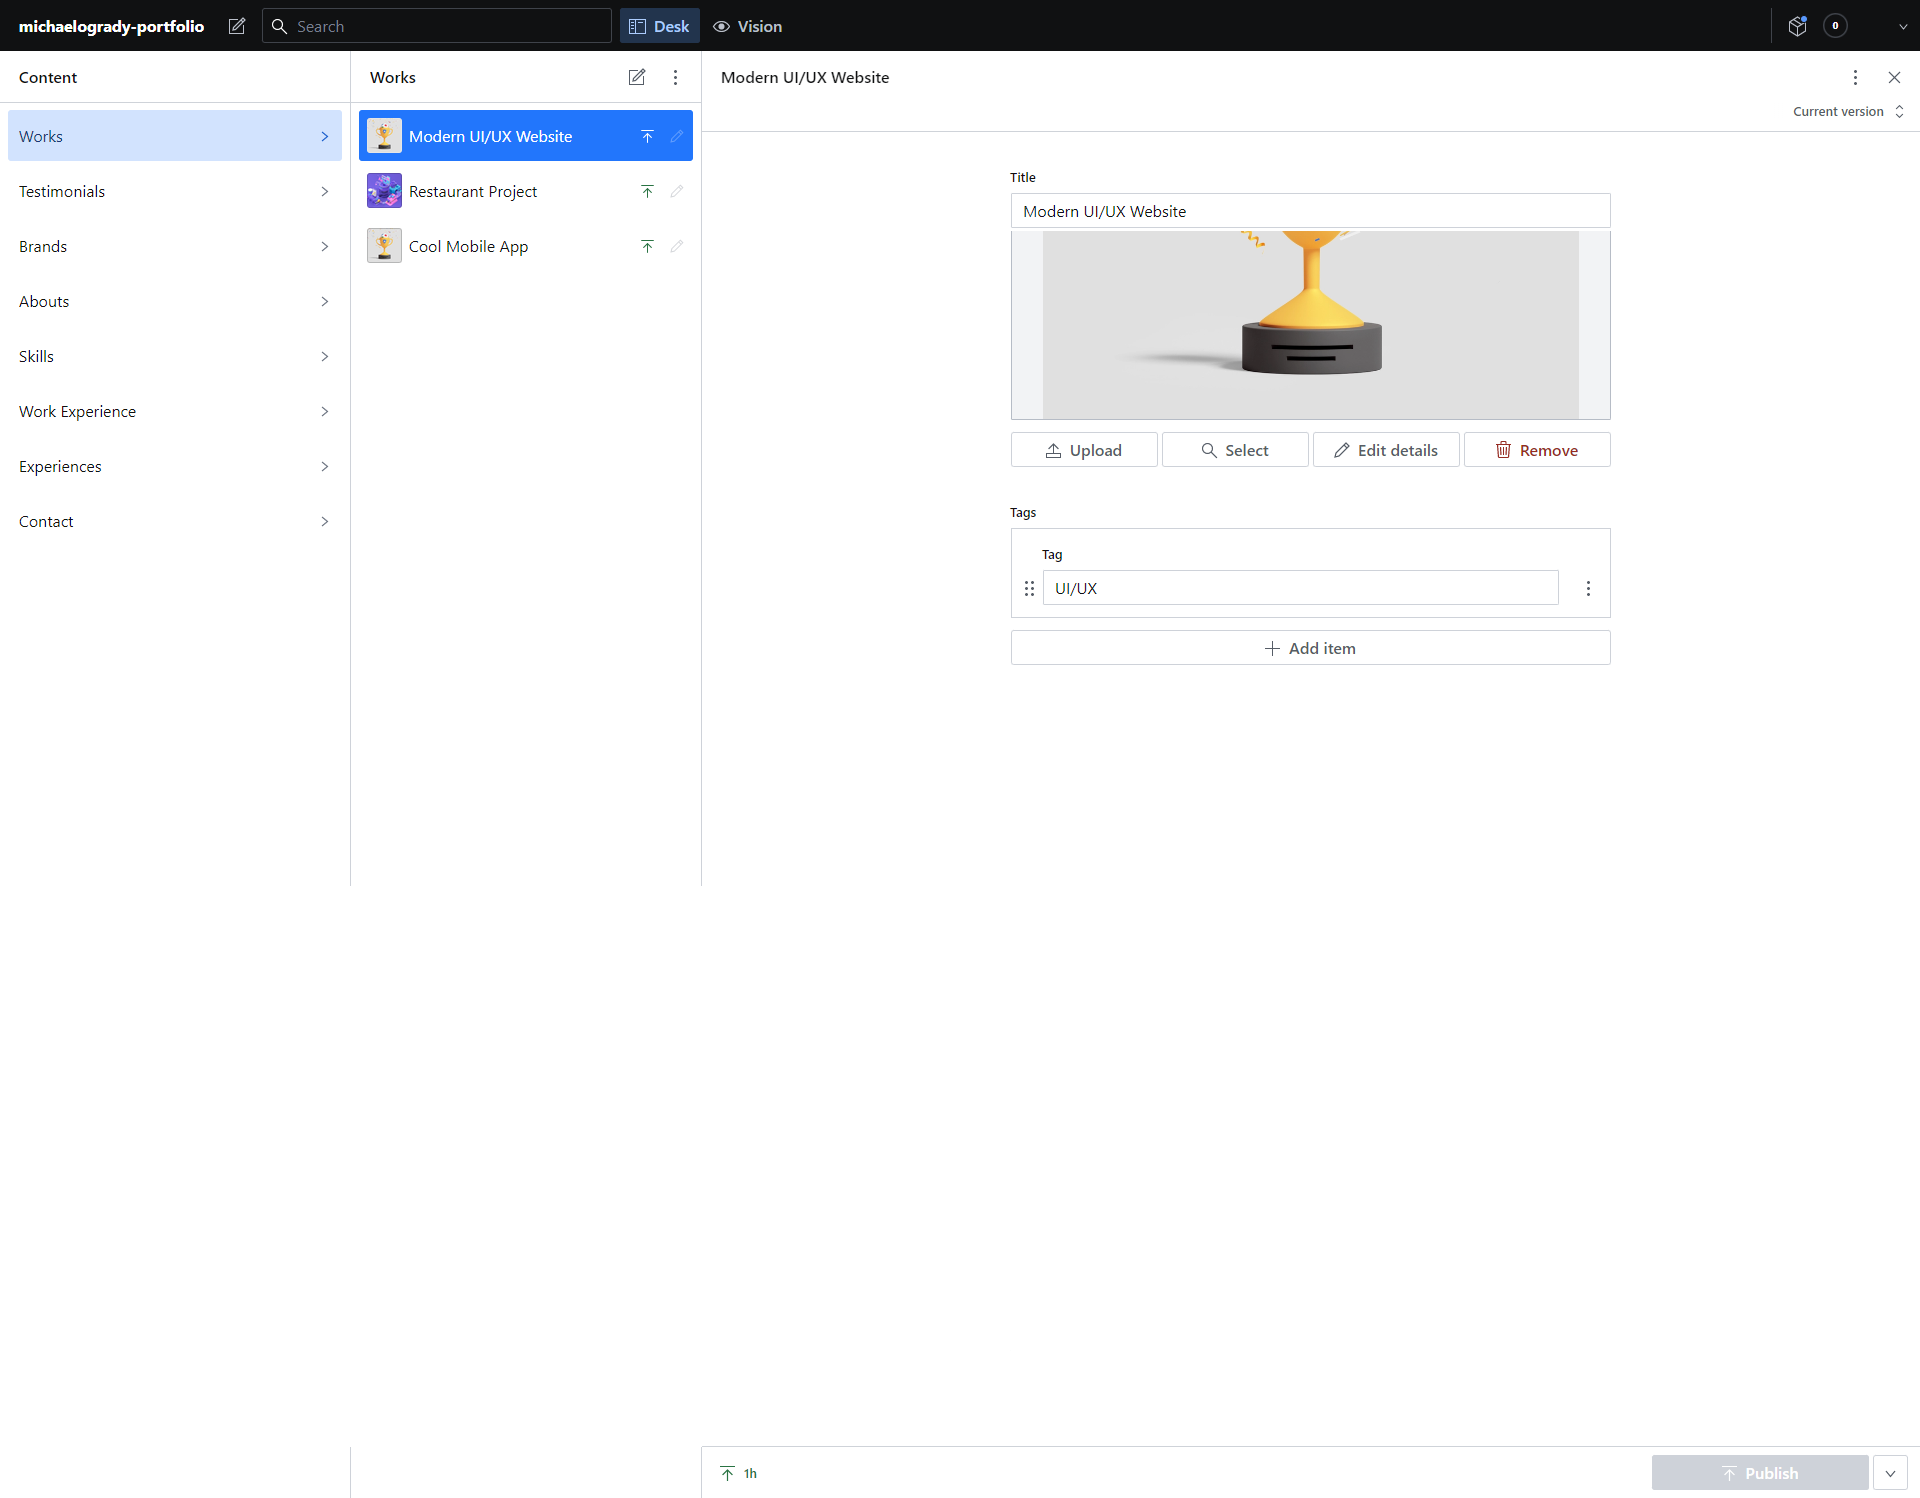 michaelogrady-portfolio
Search
Desk
Vision
0
Content
Works
Testimonials
Brands
Abouts
Skills
Work Experience
Experiences
Contact
Works
Modern UI/UX Website
Restaurant Project
Cool Mobile App
Modern UI/UX Website
Current version
Title
Modern UI/UX Website
Upload
Select
Edit details
Remove
Tags
Tag
UI/UX
Add item
1h
Publish